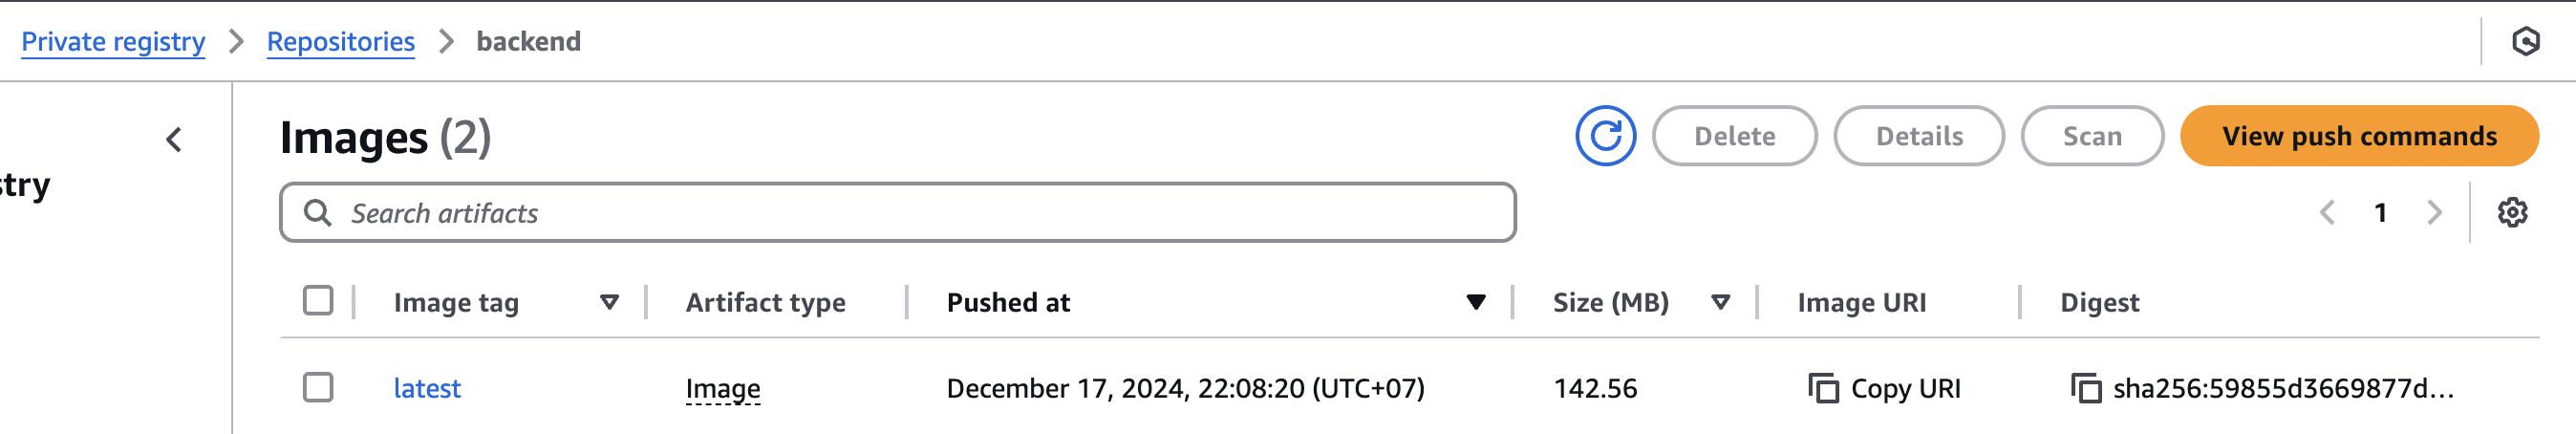 Private registry > Repositories > backend
stry
Images (2)
Delete
Details
Scan
View push commands
Search artifacts
1
Image tag Artifact type Pushed at Size (MB) Image URI Digest
latest Image December 17, 2024, 22:08:20 (UTC+07) 142.56 Copy URI sha256:59855d3669877d...